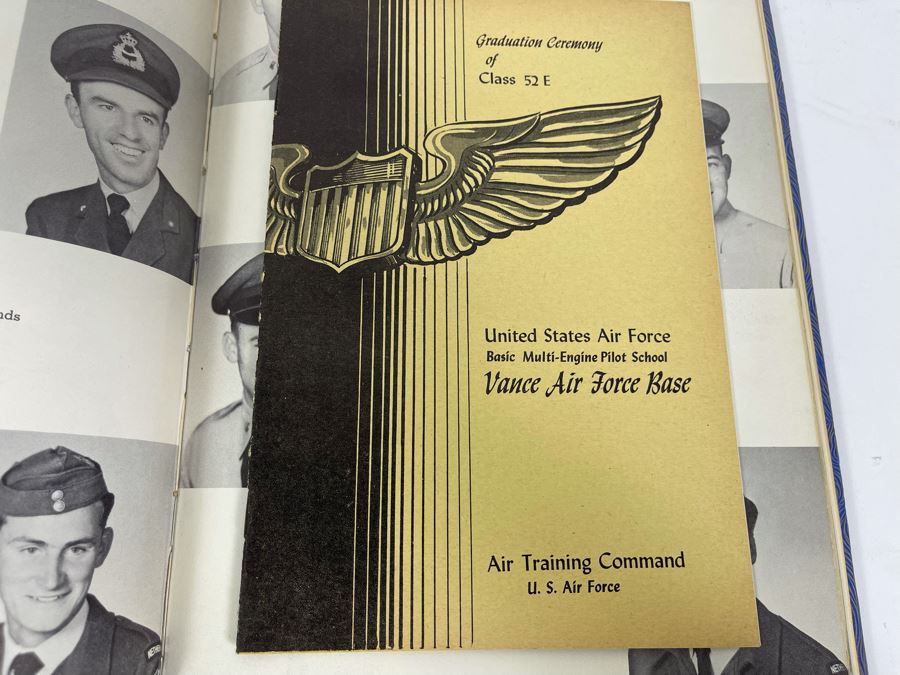 Graduation Ceremony
of
Class 52 E
United States Air Force
Basic Multi-Engine Pilot School
Vance Air Force Base
Air Training Command
U. S. Air Force
nds